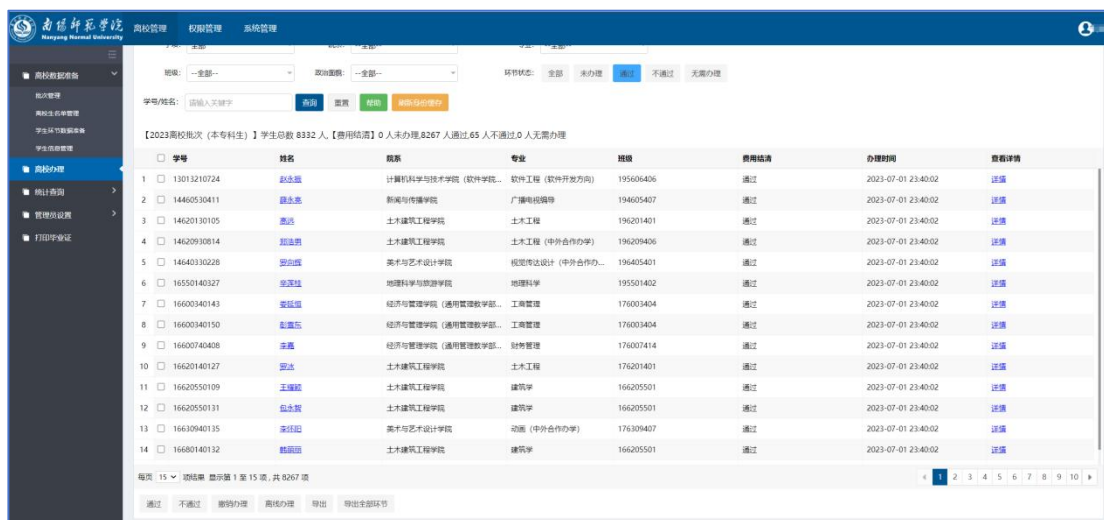 南阳师范学院 离校管理 权限管理 系统管理
Nanyang Normal University
离校数据准备
批次管理
离校生名单管理
学生环节数据准备
学生信息管理
离校办理
统计查询
管理员设置
打印毕业证
班级: --全部-- 政治面貌: --全部-- 环节状态: 全部 未办理 通过 不通过 无需办理
学号/姓名: 请输入关键字 查询 重置 帮助 刷新身份缓存
【2023离校批次(本专科生)】学生总数 8332 人,【费用结清】0 人未办理,8267 人通过,65 人不通过,0 人无需办理
学号 姓名 院系 专业 班级 费用结清 办理时间 查看详情
1 13013210724 赵永振 计算机科学与技术学院(软件学院... 软件工程(软件开发方向) 195606406 通过 2023-07-01 23:40:02 详情
2 14460530411 新闻与传播学院 广播电视编导 194605407 通过 2023-07-01 23:40:02 详情
3 14620130105 高远 土木建筑工程学院 土木工程 196201401 通过 2023-07-01 23:40:02 详情
4 14620930814 土木建筑工程学院 土木工程(中外合作办学) 196209406 通过 2023-07-01 23:40:02 详情
5 14640330228 罗向辉 美术与艺术设计学院 视觉传达设计(中外合作办... 196405401 通过 2023-07-01 23:40:02 详情
6 16550140327 地理科学与旅游学院 地理科学 195501402 通过 2023-07-01 23:40:02 详情
7 16600340143 经济与管理学院(通用管理教学部... 工商管理 176003404 通过 2023-07-01 23:40:02 详情
8 16600340150 经济与管理学院(通用管理教学部... 工商管理 176003404 通过 2023-07-01 23:40:02 详情
9 16600740408 李嘉 经济与管理学院(通用管理教学部... 财务管理 176007414 通过 2023-07-01 23:40:02 详情
10 16620140127 罗冰 土木建筑工程学院 土木工程 176201401 通过 2023-07-01 23:40:02 详情
11 16620550109 土木建筑工程学院 建筑学 166205501 通过 2023-07-01 23:40:02 详情
12 16620550131 包永智 土木建筑工程学院 建筑学 166205501 通过 2023-07-01 23:40:02 详情
13 16630940135 李怀阳 美术与艺术设计学院 动画(中外合作办学) 176309407 通过 2023-07-01 23:40:02 详情
14 16680140132 韩丽丽 土木建筑工程学院 建筑学 166205501 通过 2023-07-01 23:40:02 详情
每页 15 项结果 显示第 1 至 15 项,共 8267 项 1 2 3 4 5 6 7 8 9 10
通过 不通过 撤销办理 离线办理 导出 导出全部环节